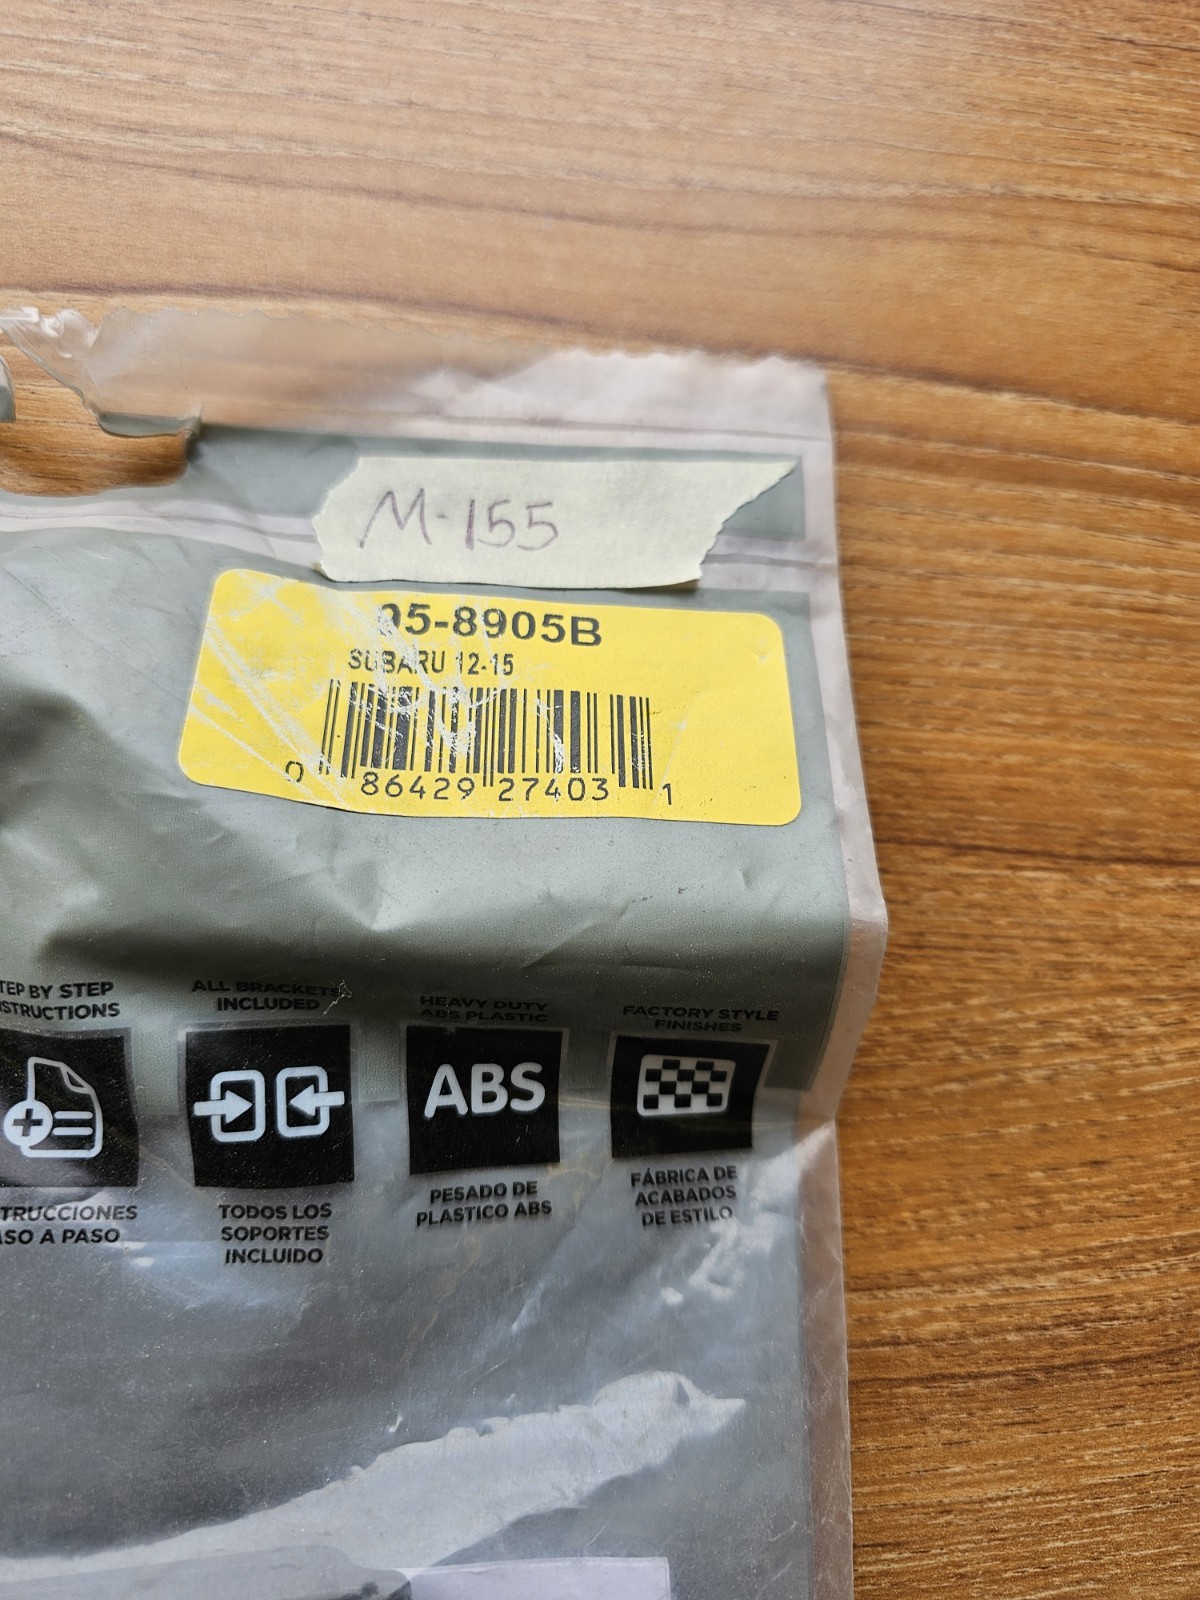 M-155
95-8905B
SUBARU 12-15
0 86429 27403 1
TEP BY STEP
STRUCTIONS
ALL BRACKETS
INCLUDED
HEAVY DUTY
ABS PLASTIC
FACTORY STYLE
FINISHES
ABS
TRUCCIONES
ASO A PASO
TODOS LOS
SOPORTES
INCLUIDO
PESADO DE
PLASTICO ABS
FÁBRICA DE
ACABADOS
DE ESTILO